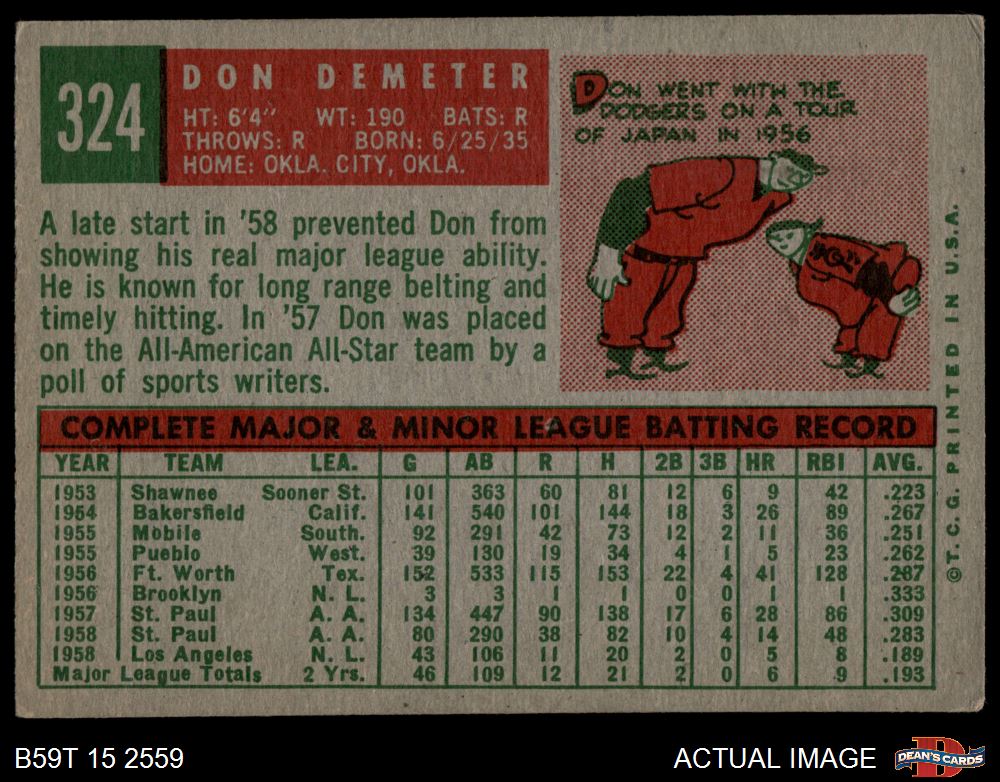 324
DON DEMETER
HT: 6'4" WT: 190 BATS: R
THROWS: R BORN: 6/25/35
HOME: OKLA. CITY, OKLA.
DON WENT WITH THE
DODGERS ON A TOUR
OF JAPAN IN 1956
A late start in '58 prevented Don from
showing his real major league ability.
He is known for long range belting and
timely hitting. In '57 Don was placed
on the All-American All-Star team by a
poll of sports writers.
COMPLETE MAJOR & MINOR LEAGUE BATTING RECORD
YEAR TEAM LEA. G AB R H 2B 3B HR RBI AVG.
1953 Shawnee Sooner St. 101 363 60 81 12 6 9 42 .223
1954 Bakersfield Calif. 141 540 101 144 18 3 26 89 .267
1955 Mobile South. 92 291 42 73 12 2 11 36 .251
1955 Pueblo West. 39 130 19 34 4 1 5 23 .262
1956 Ft. Worth Tex. 152 533 115 153 22 4 41 128 .287
1956 Brooklyn N. L. 3 3 1 1 0 0 1 1 .333
1957 St. Paul A. A. 134 447 90 138 17 6 28 86 .309
1958 St. Paul A. A. 80 290 38 82 10 4 14 48 .283
1958 Los Angeles N. L. 43 106 11 20 2 0 5 8 .189
Major League Totals 2 Yrs. 46 109 12 21 2 0 6 9 .193
©T.C.G. PRINTED IN U.S.A.
B59T 15 2559
ACTUAL IMAGE
D
DEAN'S CARDS